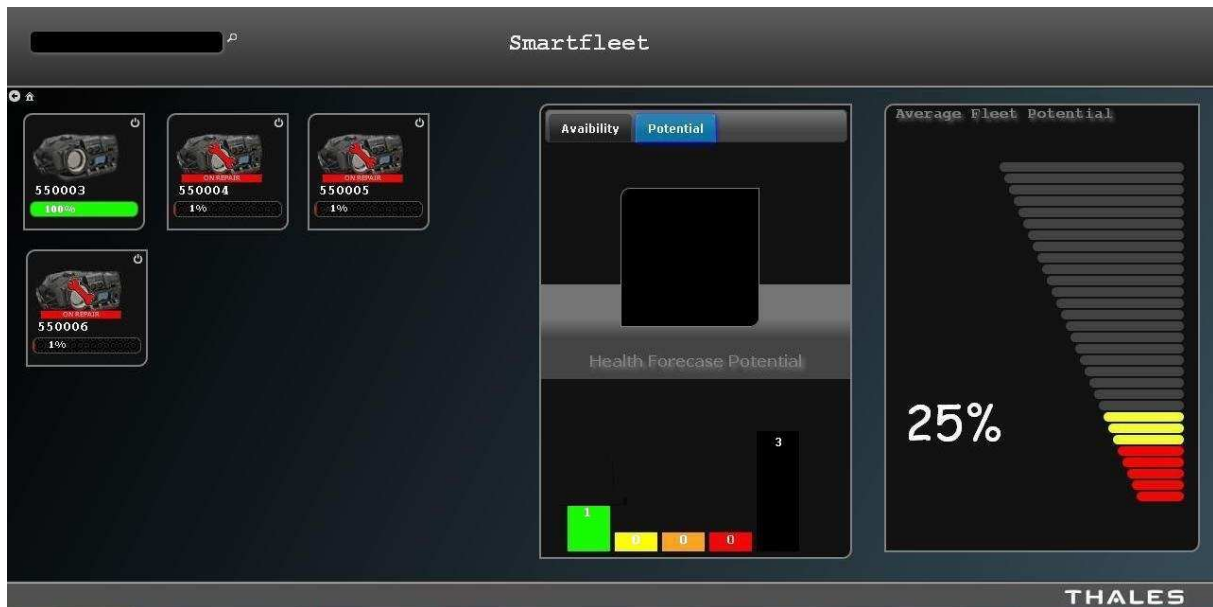 Smartfleet
550003
100%
ON REPAIR
550004
1%
ON REPAIR
550005
1%
ON REPAIR
550006
1%
Avaibility Potential
Health Forecase Potential
1
0
0
0
3
Average Fleet Potential
25%
THALES